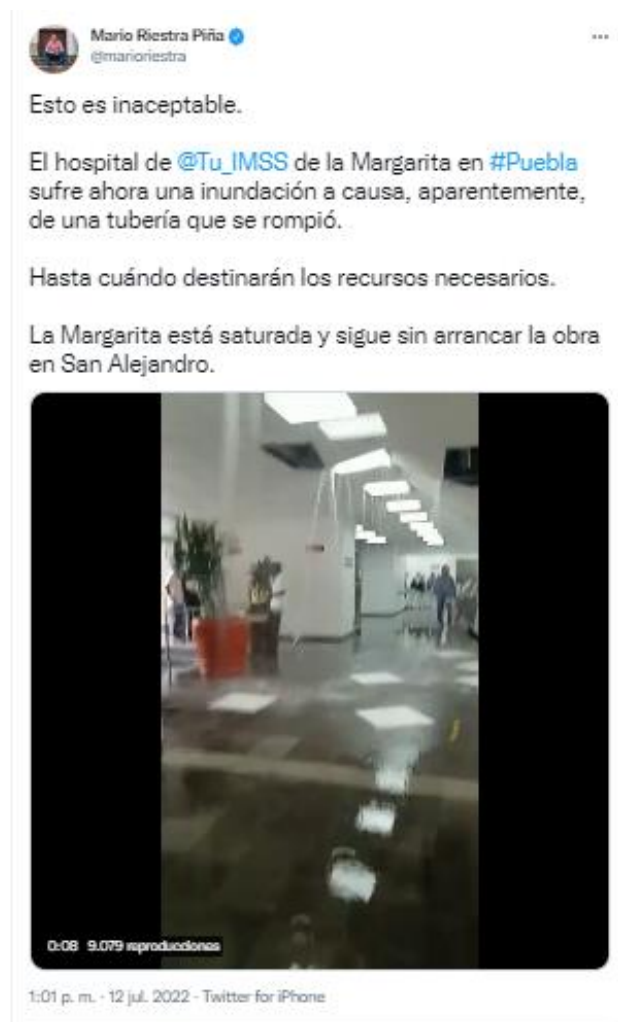 Mario Riestra Piña
@marioriestra
Esto es inaceptable.
El hospital de @Tu_IMSS de la Margarita en #Puebla
sufre ahora una inundación a causa, aparentemente,
de una tubería que se rompió.
Hasta cuándo destinarán los recursos necesarios.
La Margarita está saturada y sigue sin arrancar la obra
en San Alejandro.
0:08 9.079 reproducciones
1:01 p. m. · 12 jul. 2022 · Twitter for iPhone